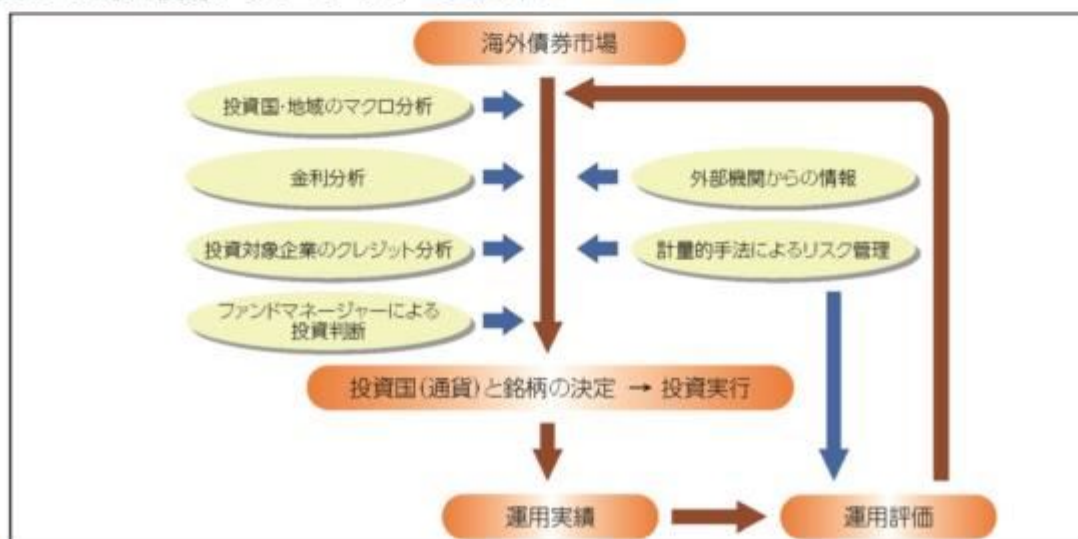 海外債券市場
投資国・地域のマクロ分析
金利分析
外部機関からの情報
投資対象企業のクレジット分析
計量的手法によるリスク管理
ファンドマネージャーによる
投資判断
投資国(通貨)と銘柄の決定 → 投資実行
運用実績
運用評価